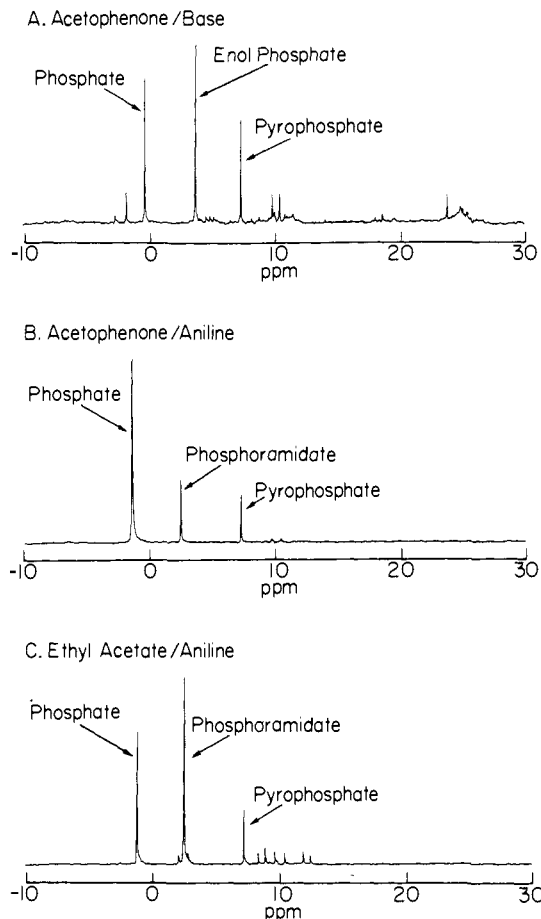 A. Acetophenone/Base
Enol Phosphate
Phosphate
Pyrophosphate
-10 0 10 20 30
ppm
B. Acetophenone/Aniline
Phosphate
Phosphoramidate
Pyrophosphate
-10 0 10 20 30
ppm
C. Ethyl Acetate/Aniline
Phosphate
Phosphoramidate
Pyrophosphate
-10 0 10 20 30
ppm